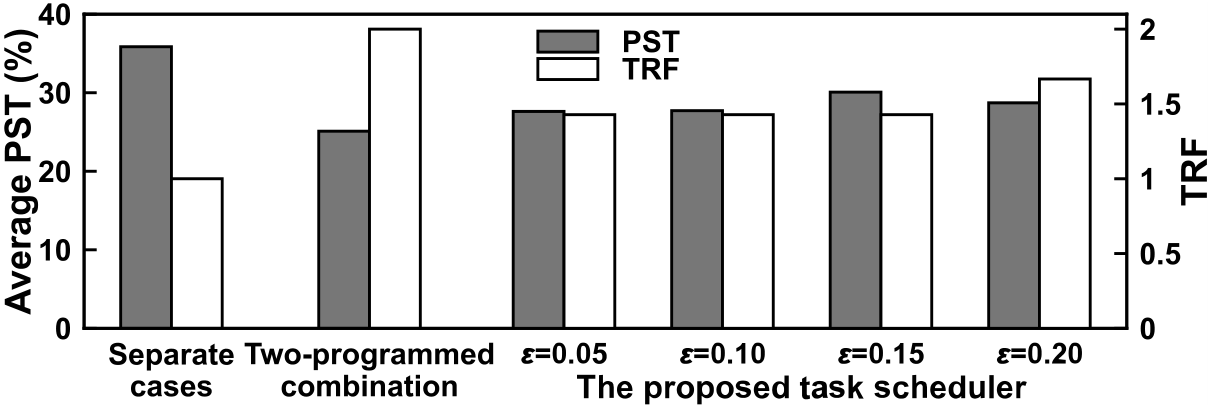 Average PST (%)
40
30
20
10
0
PST
TRF
2
1.5
1
0.5
0
TRF
Separate cases
Two-programmed combination
ε=0.05
ε=0.10
ε=0.15
ε=0.20
The proposed task scheduler